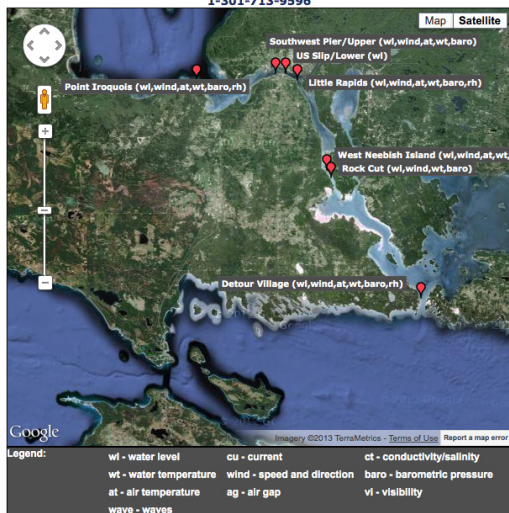 1-301-713-9596
Map Satellite
Southwest Pier/Upper (wl,wind,at,wt,baro)
US Slip/Lower (wl)
Point Iroquois (wl,wind,at,wt,baro,rh)
Little Rapids (wl,wind,at,wt,baro,rh)
West Neebish Island (wl,wind,at,wt,
Rock Cut (wl,wind,wt,baro)
Detour Village (wl,wind,at,wt,baro,rh)
Google
Imagery ©2013 TerraMetrics - Terms of Use Report a map error
Legend:
wl - water level cu - current ct - conductivity/salinity
wt - water temperature wind - speed and direction baro - barometric pressure
at - air temperature ag - air gap vi - visibility
wave - waves